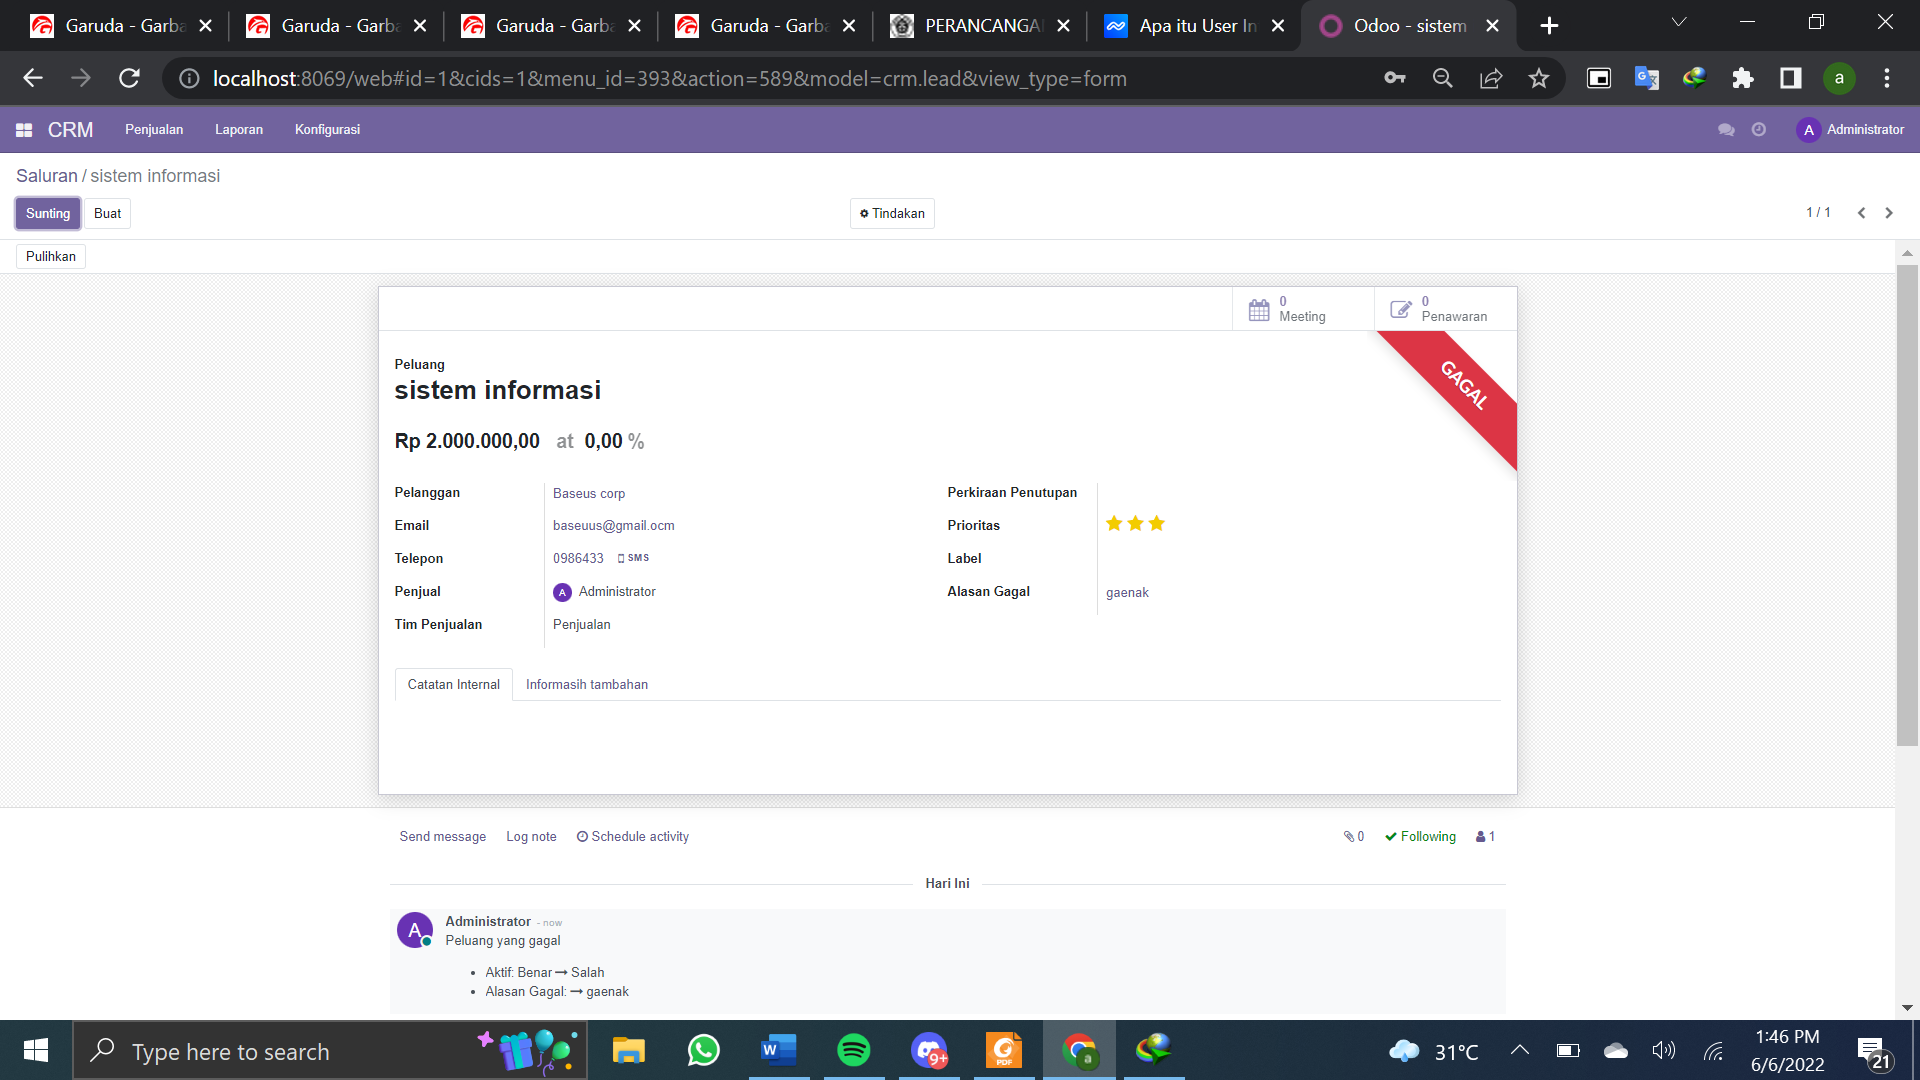 Garuda - Garba
Garuda - Garba
Garuda - Garba
Garuda - Garba
PERANCANGA
Apa itu User In
Odoo - sistem
localhost:8069/web#id=1&cids=1&menu_id=393&action=589&model=crm.lead&view_type=form
a
CRM
Penjualan
Laporan
Konfigurasi
A
Administrator
Saluran / sistem informasi
Sunting
Buat
Tindakan
1 / 1
Pulihkan
0
Meeting
0
Penawaran
GAGAL
Peluang
sistem informasi
Rp 2.000.000,00 at 0,00 %
Pelanggan
Baseus corp
Email
baseuus@gmail.ocm
Telepon
0986433 SMS
Penjual
A Administrator
Tim Penjualan
Penjualan
Perkiraan Penutupan
Prioritas
Label
Alasan Gagal
gaenak
Catatan Internal
Informasih tambahan
Send message
Log note
Schedule activity
0
Following
1
Hari Ini
A
Administrator - now
Peluang yang gagal
• Aktif: Benar → Salah
• Alasan Gagal: → gaenak
Type here to search
W
9+
PDF
a
31°C
1:46 PM
6/6/2022
21